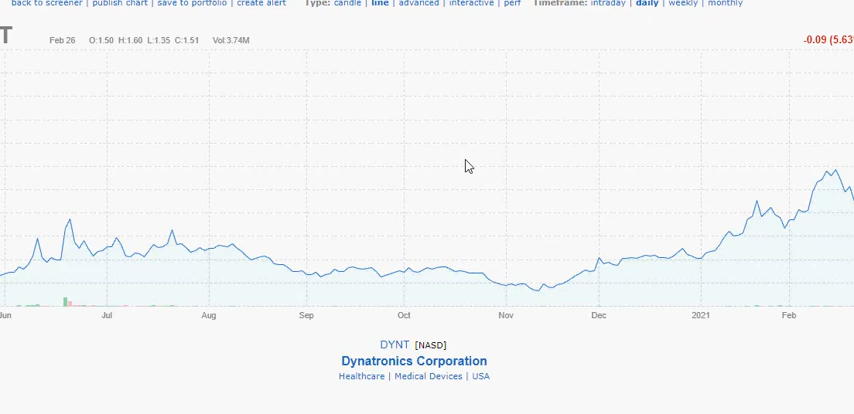 back to screener | publish chart | save to portfolio | create alert Type: candle | line | advanced | interactive | perf Timeframe: intraday | daily | weekly | monthly
T Feb 26 O:1.50 H:1.60 L:1.35 C:1.51 Vol:3.74M -0.09 (5.63
Jun Jul Aug Sep Oct Nov Dec 2021 Feb
DYNT [NASD]
Dynatronics Corporation
Healthcare | Medical Devices | USA